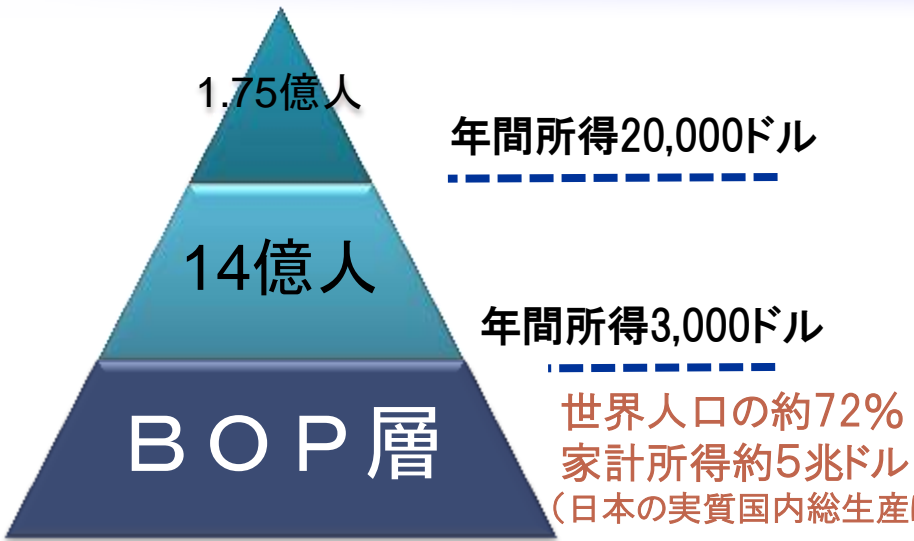 1.75億人
年間所得20,000ドル
14億人
年間所得3,000ドル
BOP層
世界人口の約72%
家計所得約5兆ドル
(日本の実質国内総生産